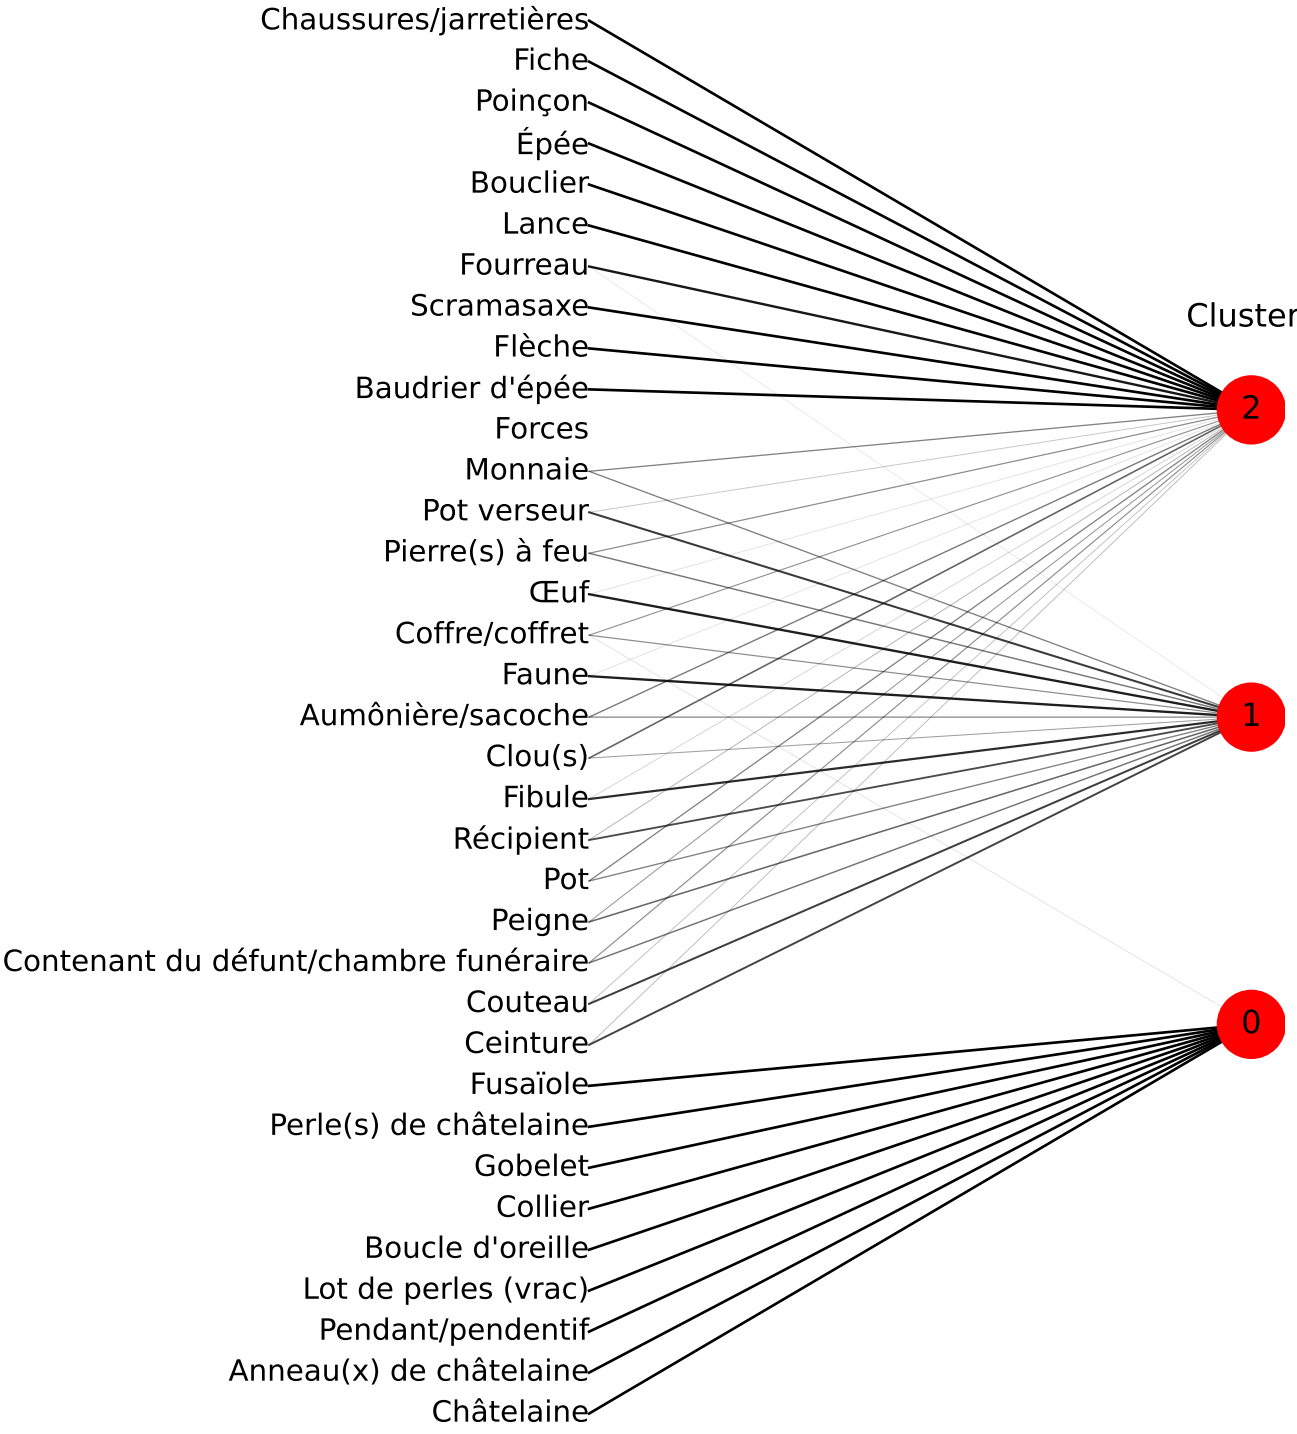 Chaussures/jarretières
Fiche
Poinçon
Épée
Bouclier
Lance
Fourreau
Scramasaxe
Flèche
Baudrier d'épée
Forces
Monnaie
Pot verseur
Pierre(s) à feu
Œuf
Coffre/coffret
Faune
Aumônière/sacoche
Clou(s)
Fibule
Récipient
Pot
Peigne
Contenant du défunt/chambre funéraire
Couteau
Ceinture
Fusaïole
Perle(s) de châtelaine
Gobelet
Collier
Boucle d'oreille
Lot de perles (vrac)
Pendant/pendentif
Anneau(x) de châtelaine
Châtelaine
Cluster
2
1
0